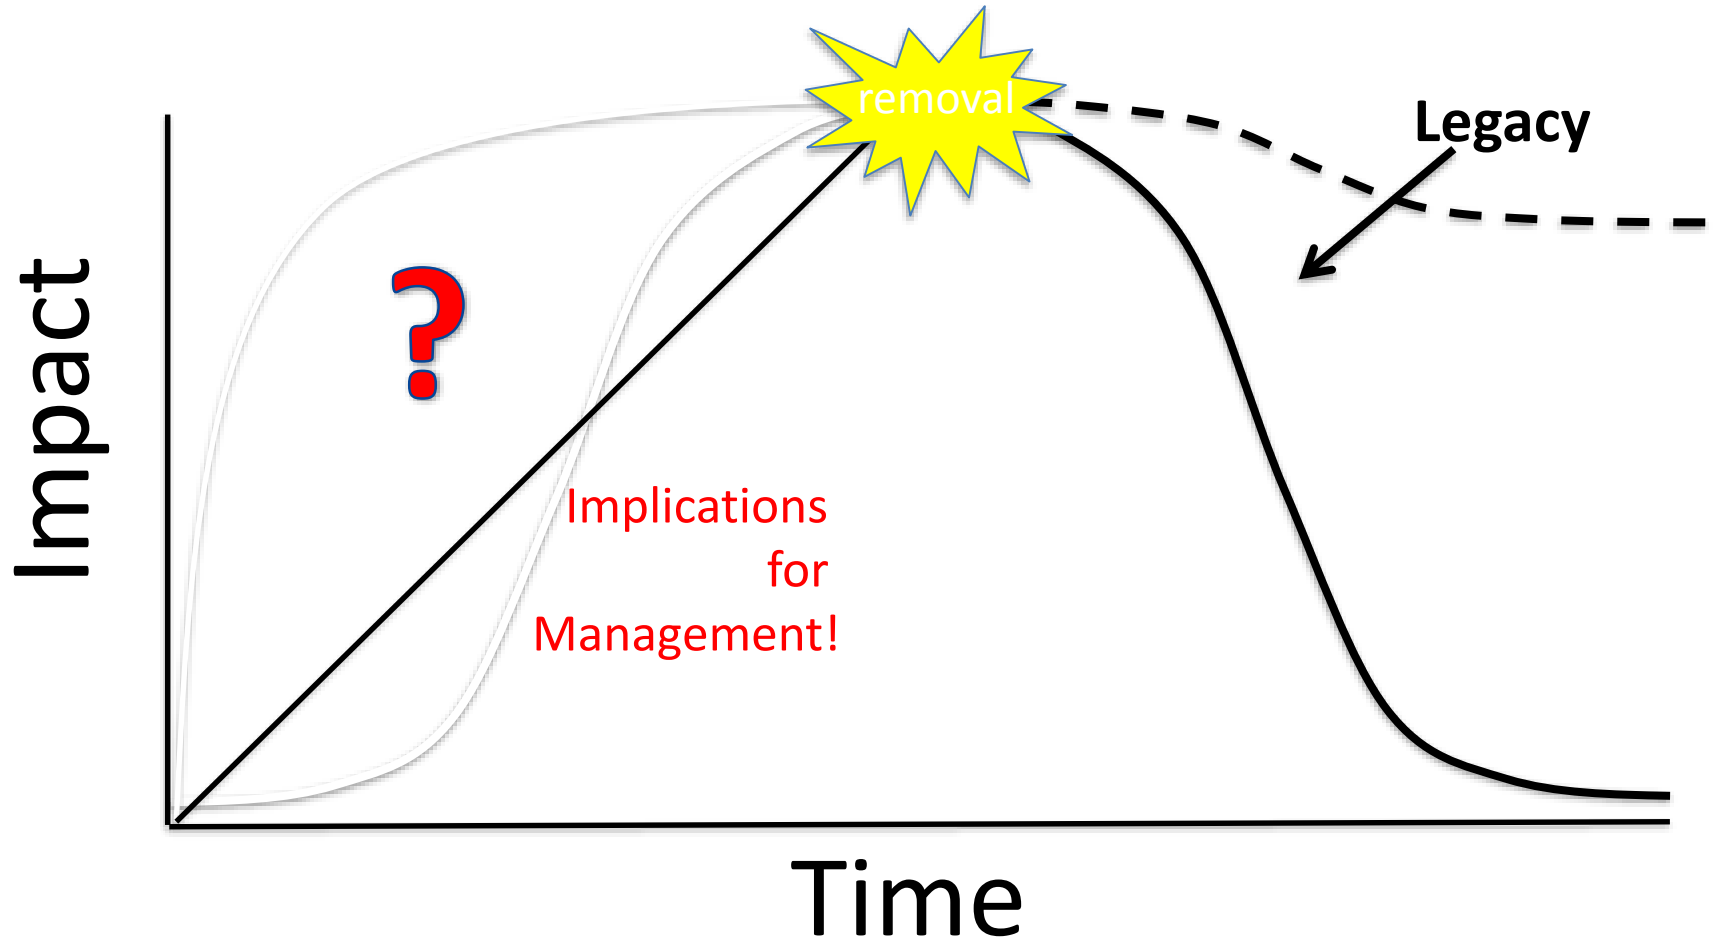 removal
Legacy
?
Impact
Implications
for
Management!
Time